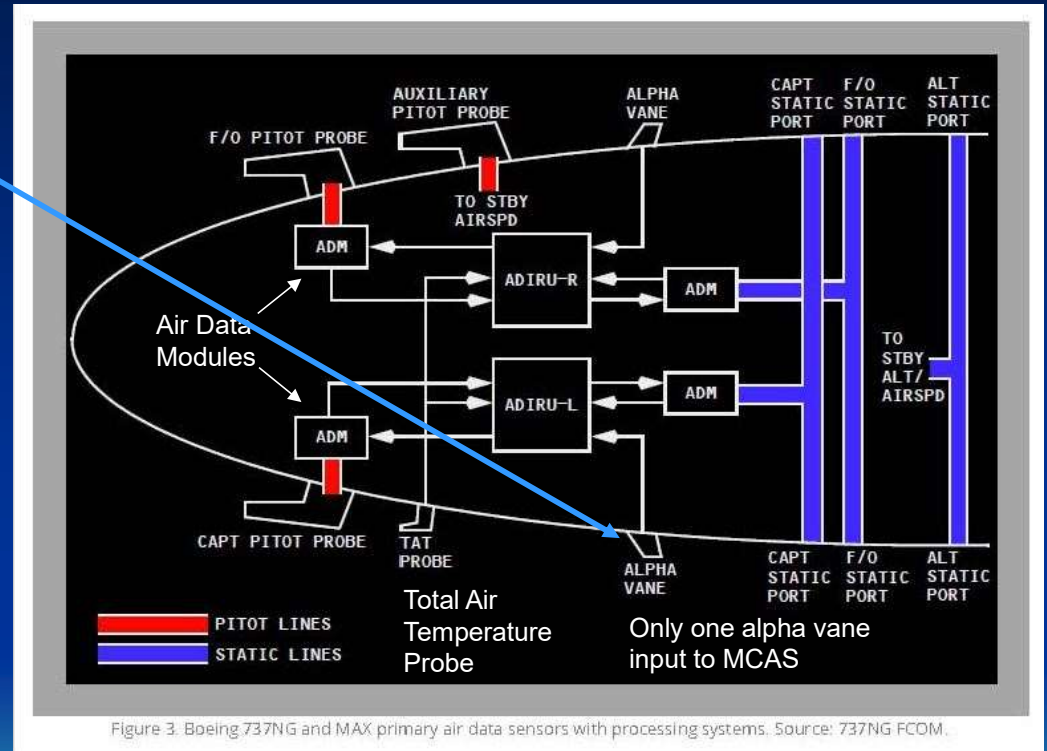 AUXILIARY
PITOT PROBE
F/O PITOT PROBE
ALPHA
VANE
CAPT
STATIC
PORT
F/O
STATIC
PORT
ALT
STATIC
PORT
TO STBY
AIRSPD
ADM
ADIRU-R
ADM
Air Data
Modules
TO
STBY
ALT/
AIRSPD
ADIRU-L
ADM
ADM
CAPT PITOT PROBE
TAT
PROBE
ALPHA
VANE
CAPT
STATIC
PORT
F/O
STATIC
PORT
ALT
STATIC
PORT
Total Air
Temperature
Probe
Only one alpha vane
input to MCAS
PITOT LINES
STATIC LINES
Figure 3. Boeing 737NG and MAX primary air data sensors with processing systems. Source: 737NG FCOM.